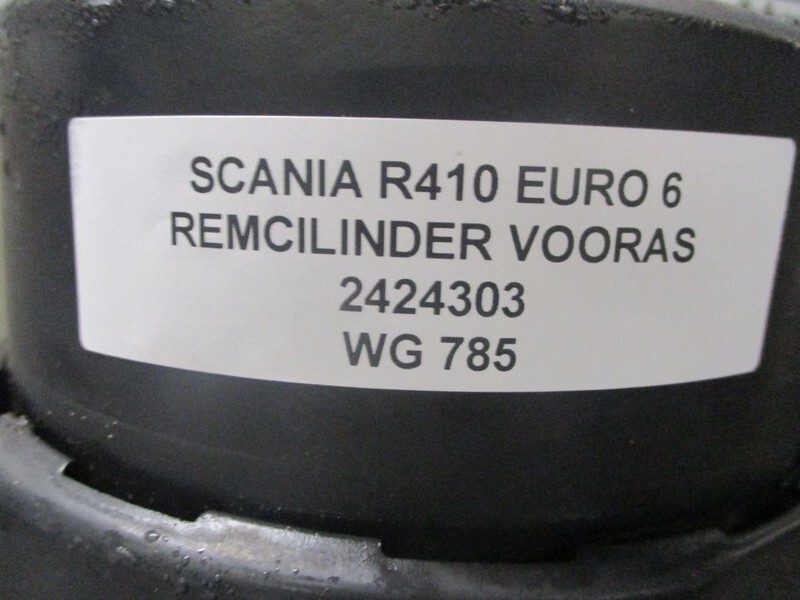 SCANIA R410 EURO 6
REMCILINDER VOORAS
2424303
WG 785